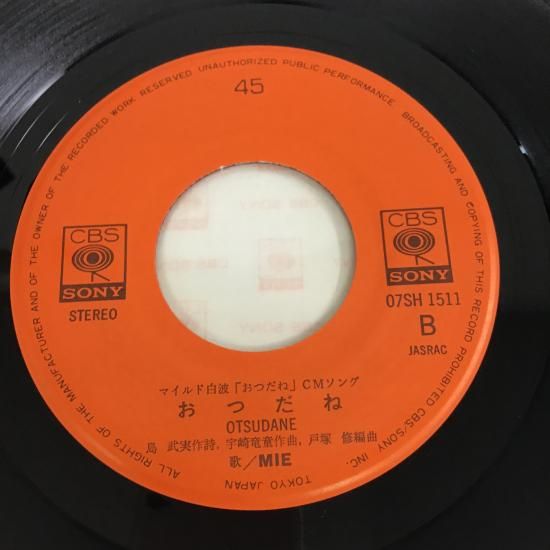 ALL RIGHTS OF THE MANUFACTURER AND OF THE OWNER OF THE RECORDED WORK RESERVED UNAUTHORIZED PUBLIC PERFORMANCE, BROADCASTING AND COPYING OF THIS RECORD PROHIBITED CBS/SONY INC. TOKYO JAPAN
45
CBS
SONY
STEREO
CBS
SONY
07SH 1511
B
JASRAC
マイルド白波「おつだね」CMソング
おつだね
OTSUDANE
島 武実作詩, 宇崎竜童作曲, 戸塚 修編曲
歌/MIE